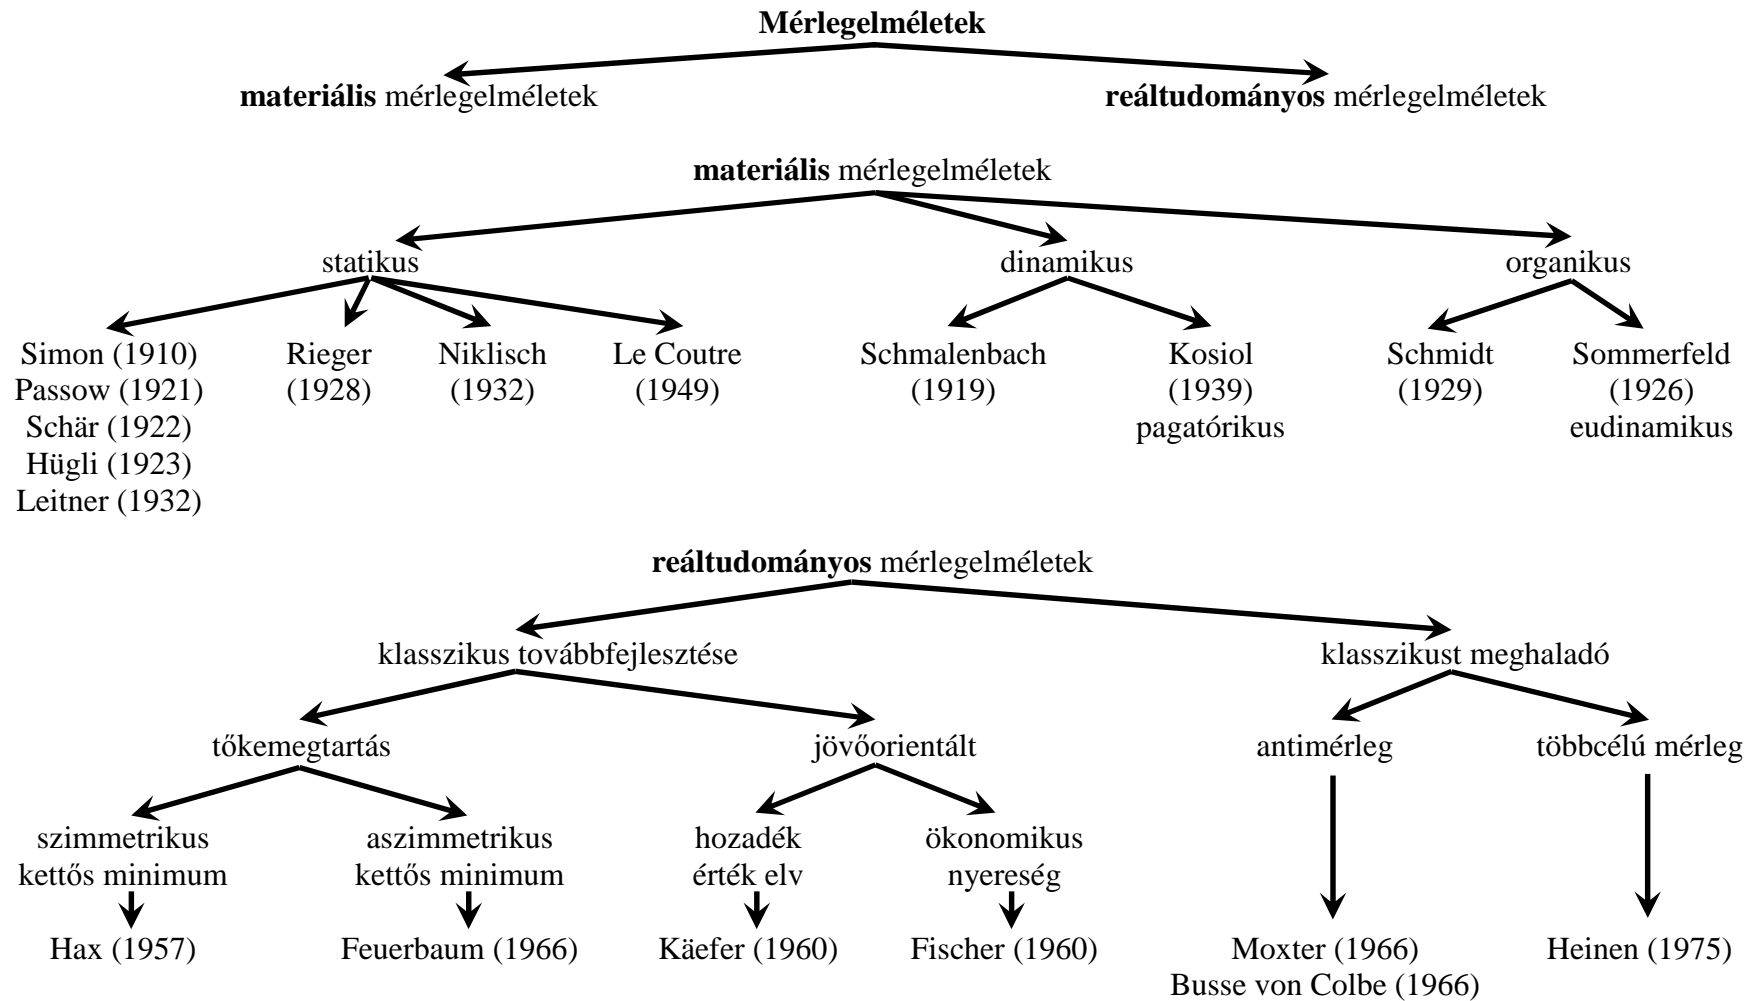 Mérlegelméletek
materiális mérlegelméletek
reáltudományos mérlegelméletek
materiális mérlegelméletek
statikus
dinamikus
organikus
Simon (1910)
Passow (1921)
Schär (1922)
Hügli (1923)
Leitner (1932)
Rieger
(1928)
Niklisch
(1932)
Le Coutre
(1949)
Schmalenbach
(1919)
Kosiol
(1939)
pagatórikus
Schmidt
(1929)
Sommerfeld
(1926)
eudinamikus
reáltudományos mérlegelméletek
klasszikus továbbfejlesztése
klasszikust meghaladó
tőkemegtartás
jövőorientált
antimérleg
többcélú mérleg
szimmetrikus
kettős minimum
aszimmetrikus
kettős minimum
hozadék
érték elv
ökonomikus
nyereség
Hax (1957)
Feuerbaum (1966)
Käefer (1960)
Fischer (1960)
Moxter (1966)
Busse von Colbe (1966)
Heinen (1975)